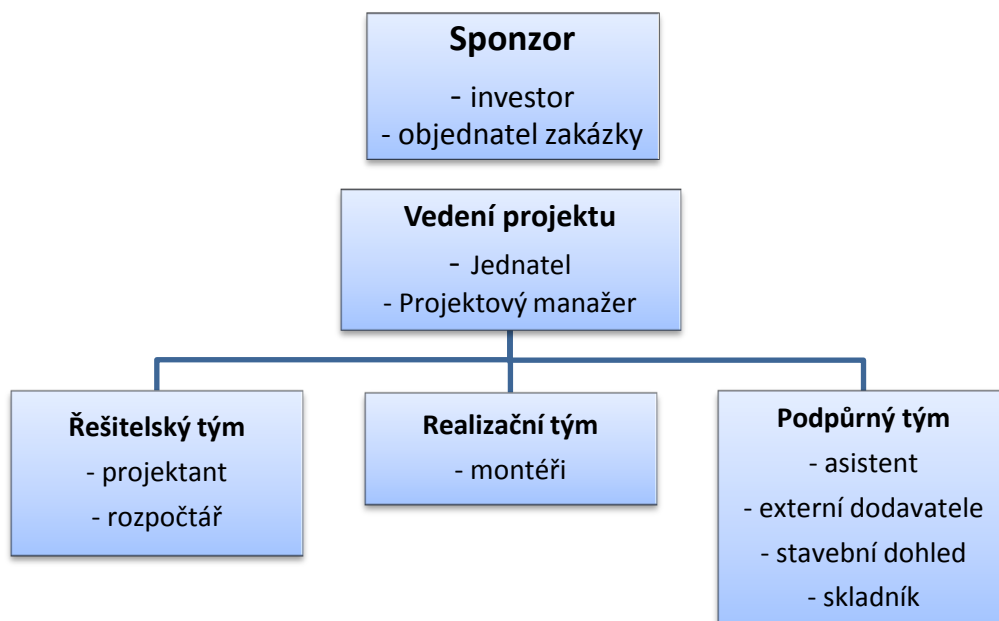 Sponzor
- investor
- objednatel zakázky
Vedení projektu
- Jednatel
- Projektový manažer
Řešitelský tým
- projektant
- rozpočtář
Realizační tým
- montéři
Podpůrný tým
- asistent
- externí dodavatele
- stavební dohled
- skladník